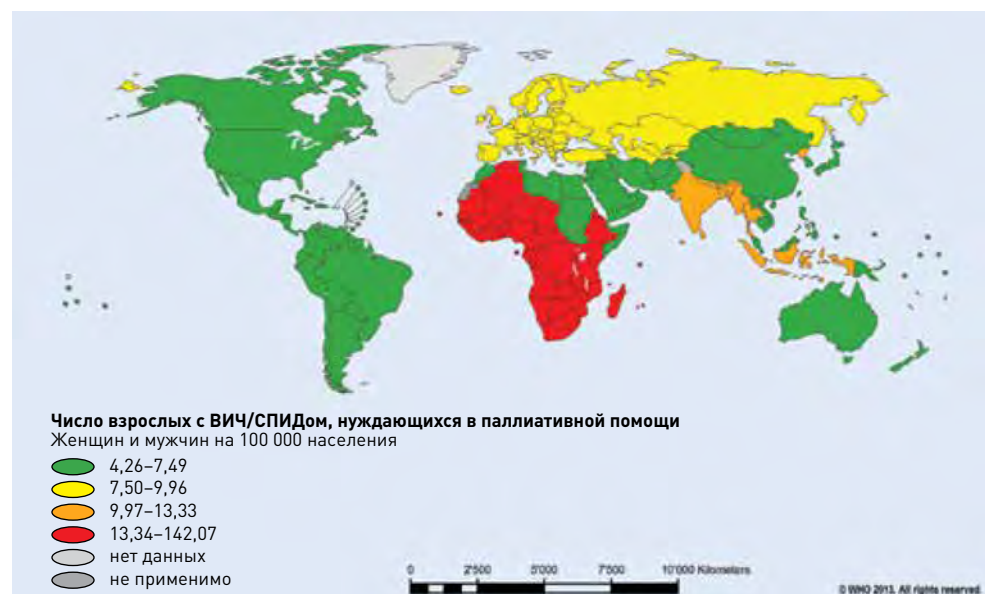 Число взрослых с ВИЧ/СПИДом, нуждающихся в паллиативной помощи
Женщин и мужчин на 100 000 населения
4,26–7,49
7,50–9,96
9,97–13,33
13,34–142,07
нет данных
не применимо
0 2'500 5'000 7'500 10'000 Kilometers
© WHO 2013. All rights reserved.